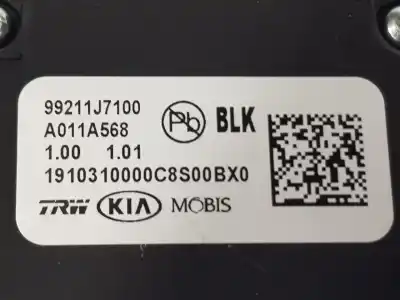 99211J7100
A011A568
1.00 1.01
1910310000C8S00BX0
Pb BLK
TRW KIA MOBIS